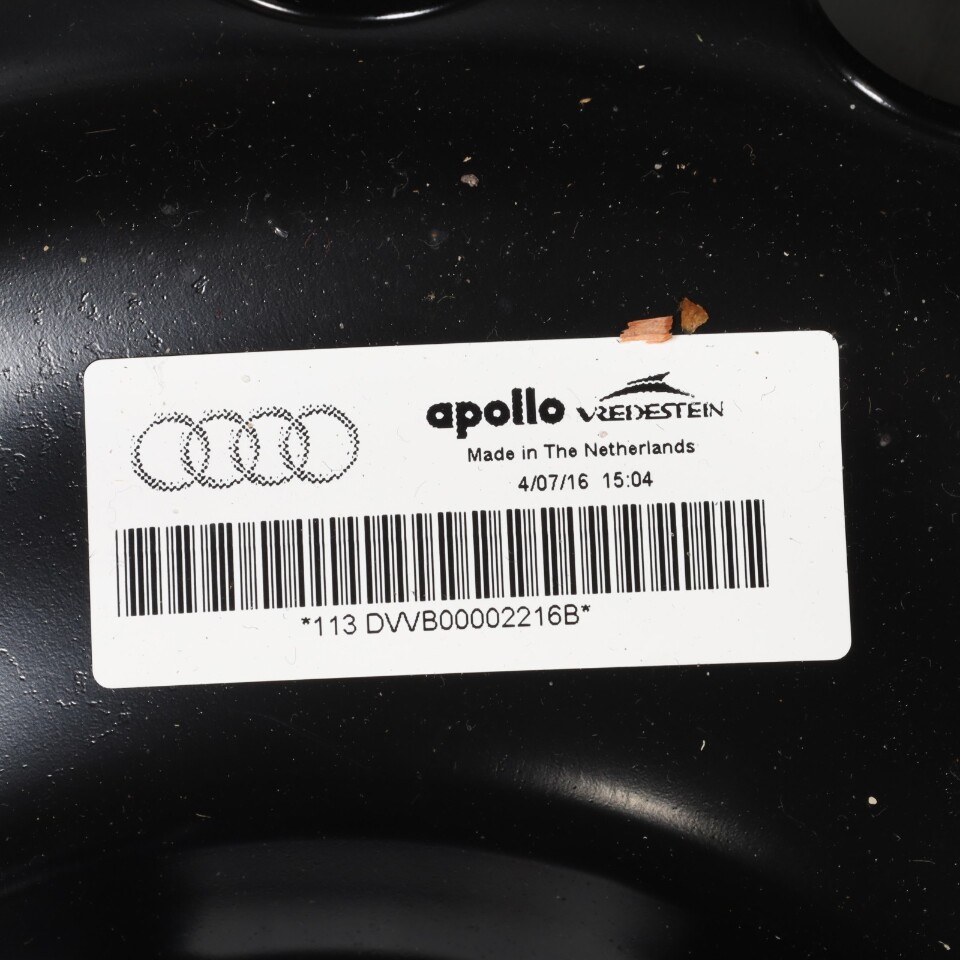 apollo VREDESTEIN
Made in The Netherlands
4/07/16 15:04
*113 DVVB00002216B*